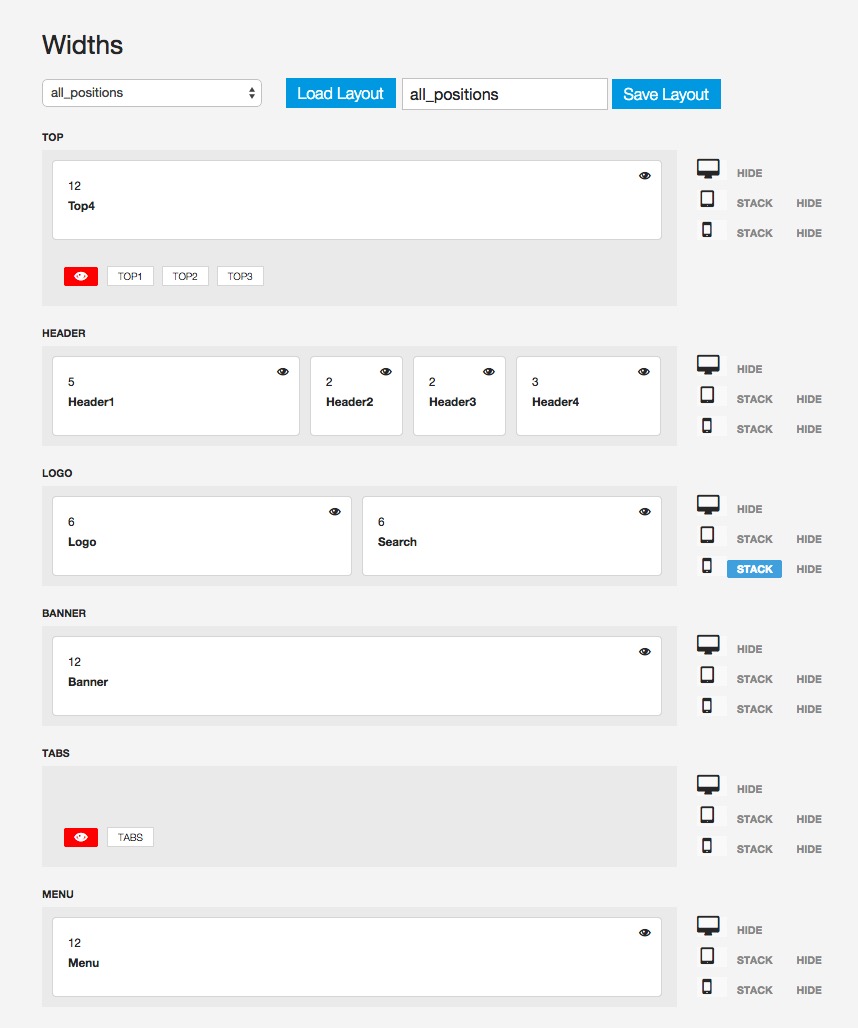 Widths
all_positions Load Layout all_positions Save Layout
TOP
12
Top4
HIDE
STACK HIDE
STACK HIDE
TOP1 TOP2 TOP3
HEADER
5 2 2 3
Header1 Header2 Header3 Header4
HIDE
STACK HIDE
STACK HIDE
LOGO
6 6
Logo Search
HIDE
STACK HIDE
STACK HIDE
BANNER
12
Banner
HIDE
STACK HIDE
STACK HIDE
TABS
TABS
HIDE
STACK HIDE
STACK HIDE
MENU
12
Menu
HIDE
STACK HIDE
STACK HIDE